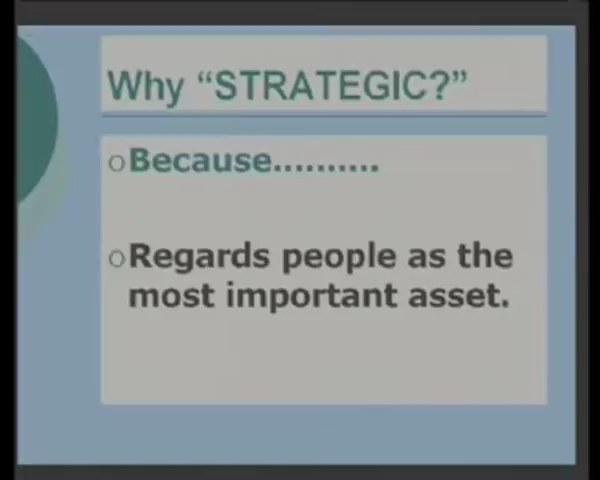 Why “STRATEGIC?”
Because..........
Regards people as the
most important asset.